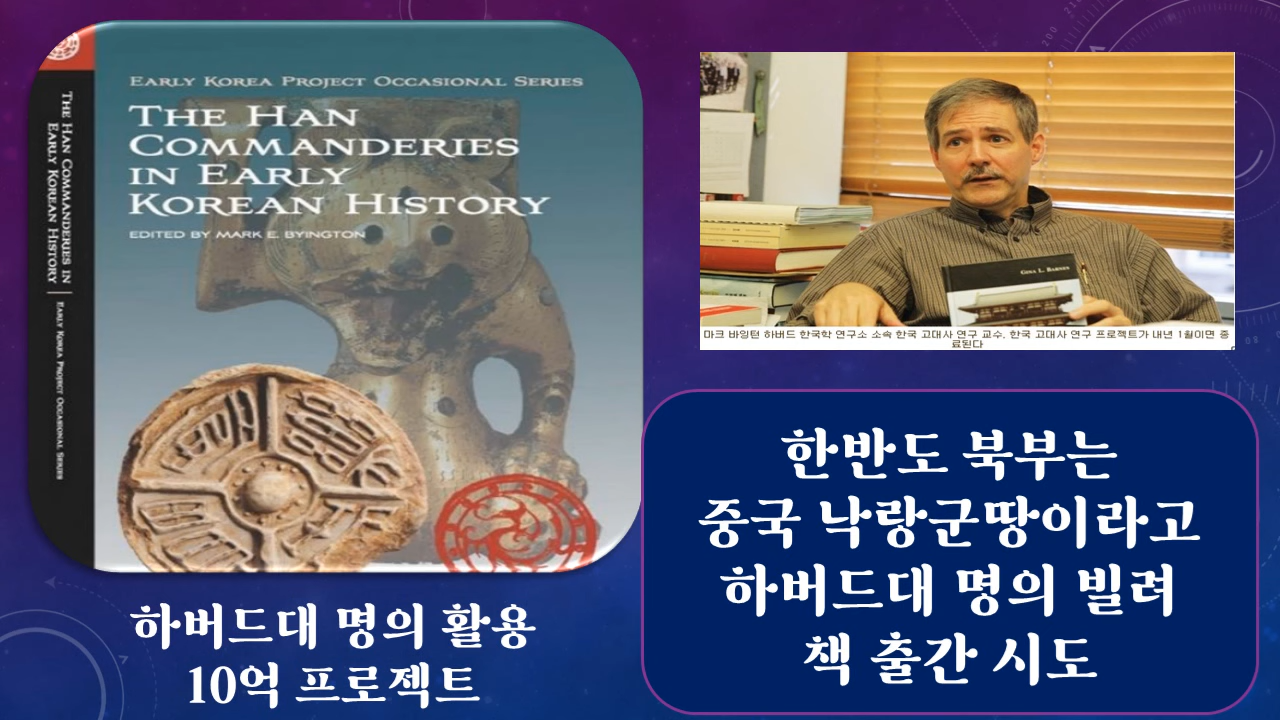 THE HAN COMMANDERIES IN
EARLY KOREAN HISTORY
EARLY KOREA PROJECT OCCASIONAL SERIES
EARLY KOREA PROJECT OCCASIONAL SERIES
THE HAN
COMMANDERIES
IN EARLY
KOREAN HISTORY
EDITED BY MARK E. BYINGTON
하버드대 명의 활용
10억 프로젝트
GINA L. BARNES
마크 바잉턴 하버드 한국학 연구소 소속 한국 고대사 연구 교수. 한국 고대사 연구 프로젝트가 내년 1월이면 종
료된다
한반도 북부는
중국 낙랑군땅이라고
하버드대 명의 빌려
책 출간 시도